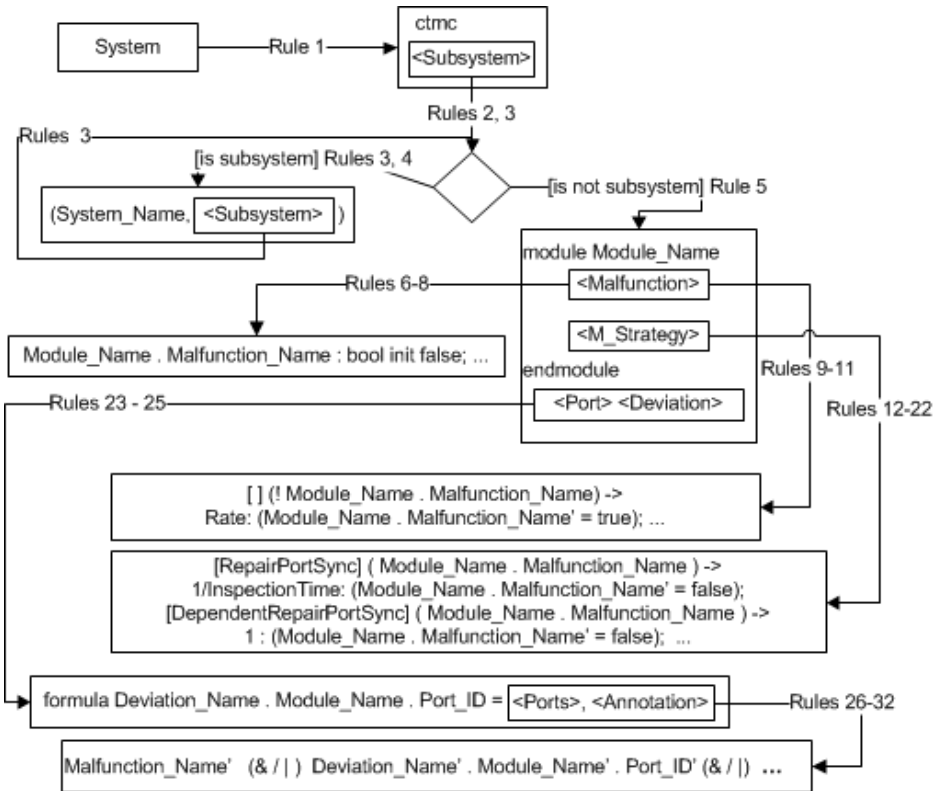 System
Rule 1
ctmc
<Subsystem>
Rules 2, 3
Rules 3
[is subsystem] Rules 3, 4
[is not subsystem] Rule 5
(System_Name, <Subsystem> )
module Module_Name
<Malfunction>
Rules 6-8
<M_Strategy>
Module_Name . Malfunction_Name : bool init false; ...
endmodule
Rules 9-11
Rules 23 - 25
<Port> <Deviation>
Rules 12-22
[ ] (! Module_Name . Malfunction_Name) ->
Rate: (Module_Name . Malfunction_Name' = true); ...
[RepairPortSync] ( Module_Name . Malfunction_Name ) ->
1/InspectionTime: (Module_Name . Malfunction_Name' = false);
[DependentRepairPortSync] ( Module_Name . Malfunction_Name ) ->
1 : (Module_Name . Malfunction_Name' = false); ...
formula Deviation_Name . Module_Name . Port_ID = <Ports>, <Annotation>
Rules 26-32
Malfunction_Name' (& / | ) Deviation_Name' . Module_Name' . Port_ID' (& / |) ...